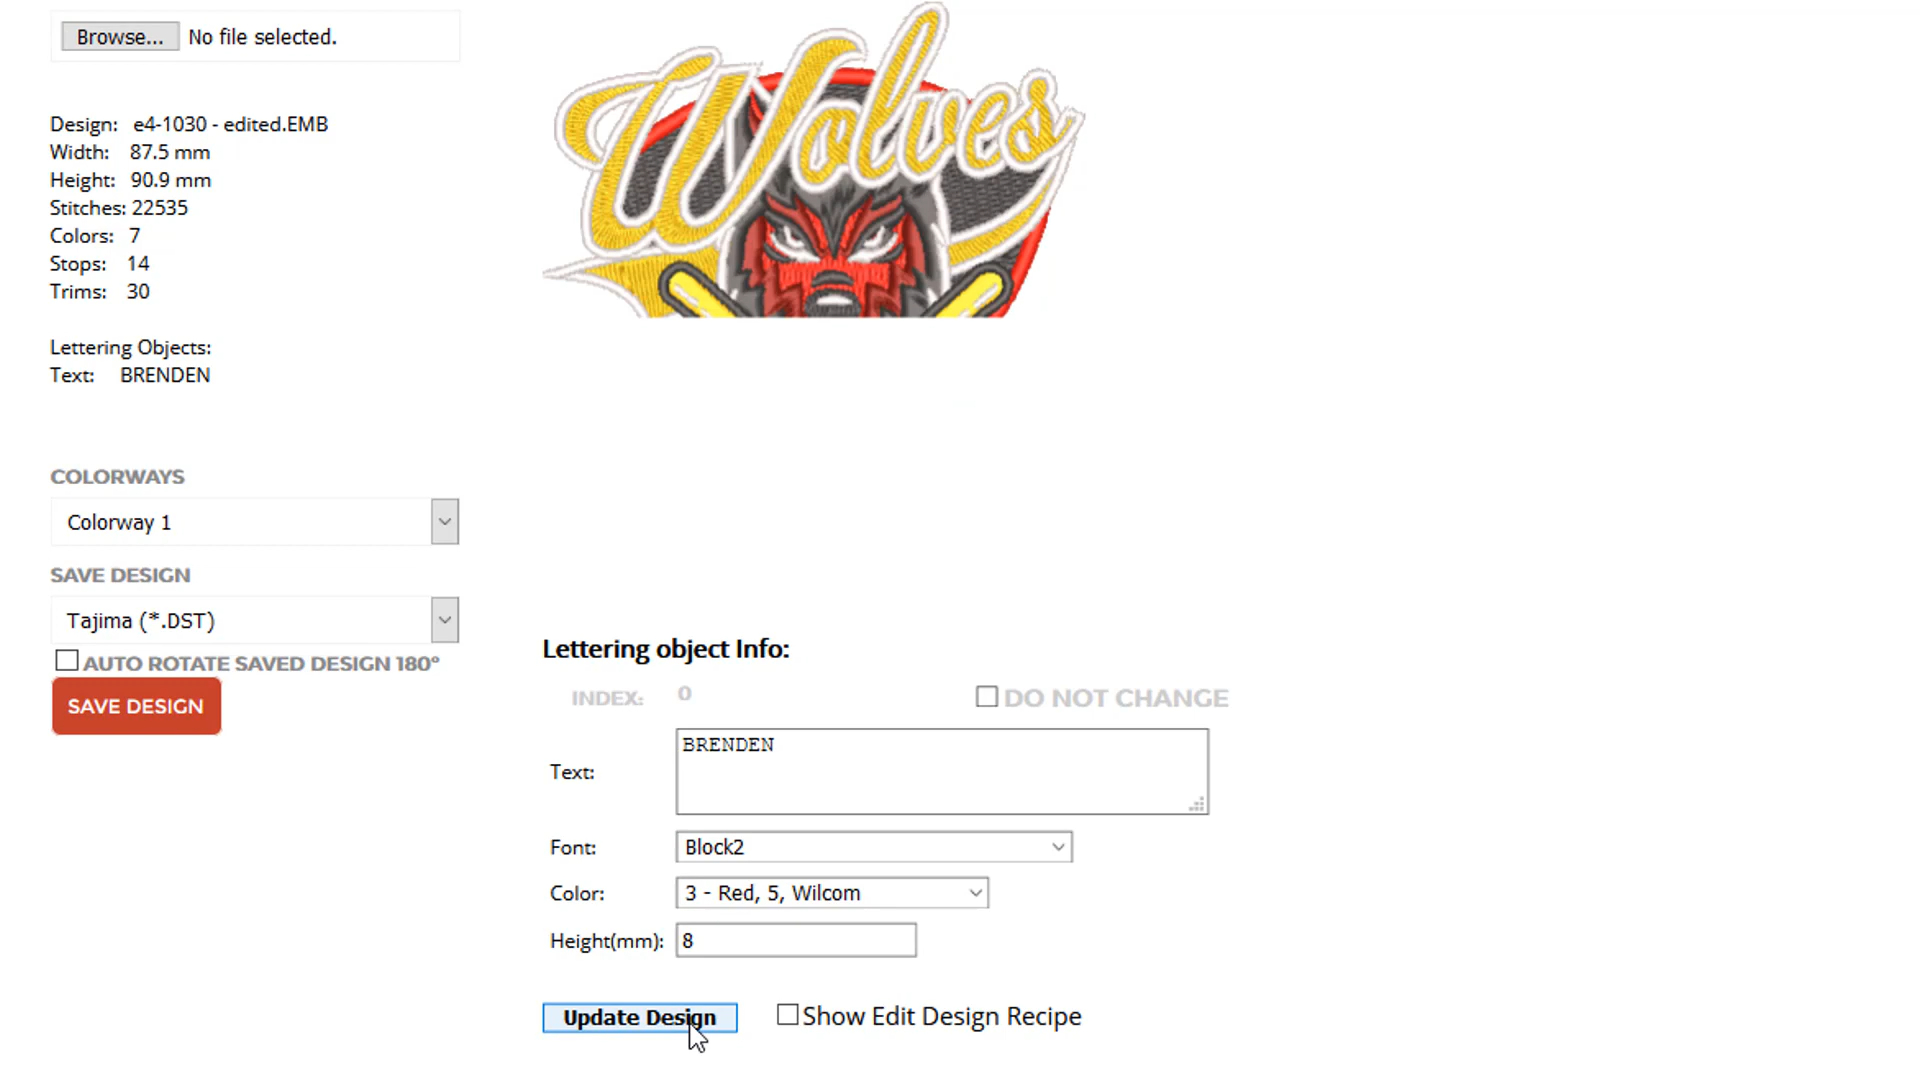 Browse... No file selected.
Wolves
Design: e4-1030 - edited.EMB
Width: 87.5 mm
Height: 90.9 mm
Stitches: 22535
Colors: 7
Stops: 14
Trims: 30
Lettering Objects:
Text: BRENDEN
COLORWAYS
Colorway 1
SAVE DESIGN
Tajima (*.DST)
AUTO ROTATE SAVED DESIGN 180º
SAVE DESIGN
Lettering object Info:
INDEX: 0 DO NOT CHANGE
Text: BRENDEN
Font: Block2
Color: 3 - Red, 5, Wilcom
Height(mm): 8
Update Design Show Edit Design Recipe